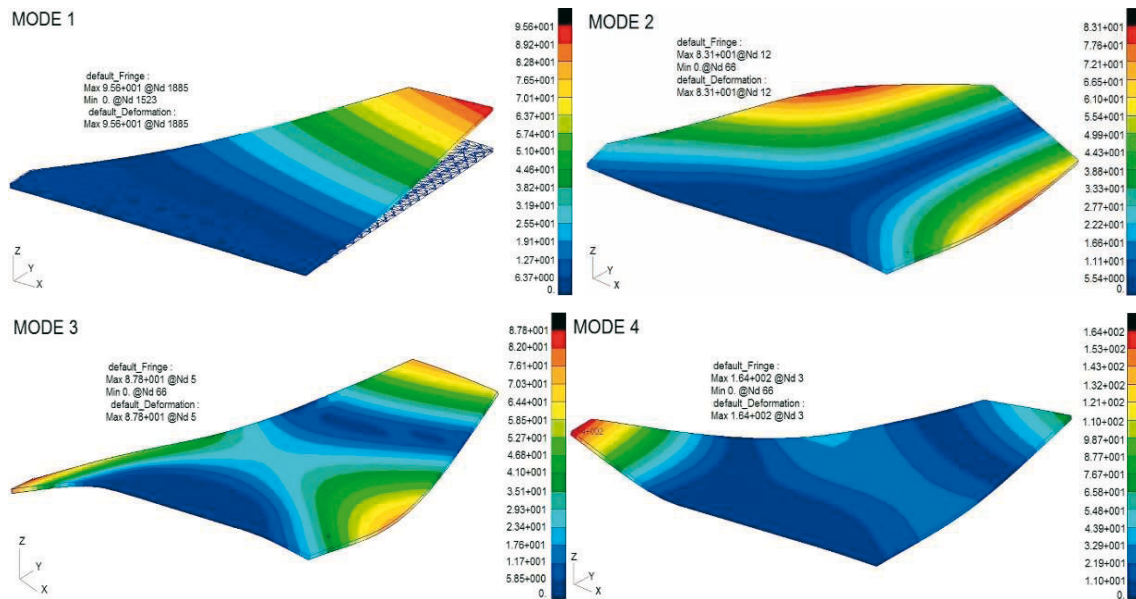 MODE 1
default_Fringe :
Max 9.56+001 @Nd 1885
Min 0. @Nd 1523
default_Deformation :
Max 9.56+001 @Nd 1885
9.56+001
8.92+001
8.28+001
7.65+001
7.01+001
6.37+001
5.74+001
5.10+001
4.46+001
3.82+001
3.19+001
2.55+001
1.91+001
1.27+001
6.37+000
0.
Z
Y
X
MODE 2
default_Fringe :
Max 8.31+001@Nd 12
Min 0.@Nd 66
default_Deformation :
Max 8.31+001@Nd 12
8.31+001
7.76+001
7.21+001
6.65+001
6.10+001
5.54+001
4.99+001
4.43+001
3.88+001
3.33+001
2.77+001
2.22+001
1.66+001
1.11+001
5.54+000
0.
Z
Y
X
MODE 3
default_Fringe :
Max 8.78+001 @Nd 5
Min 0. @Nd 66
default_Deformation :
Max 8.78+001 @Nd 5
8.78+001
8.20+001
7.61+001
7.03+001
6.44+001
5.85+001
5.27+001
4.68+001
4.10+001
3.51+001
2.93+001
2.34+001
1.76+001
1.17+001
5.85+000
0.
Z
Y
X
MODE 4
default_Fringe :
Max 1.64+002 @Nd 3
Min 0. @Nd 66
default_Deformation :
Max 1.64+002 @Nd 3
+002
1.64+002
1.53+002
1.42+002
1.32+002
1.21+002
1.10+002
9.87+001
8.77+001
7.67+001
6.58+001
5.48+001
4.39+001
3.29+001
2.19+001
1.10+001
0.
Z
Y
X